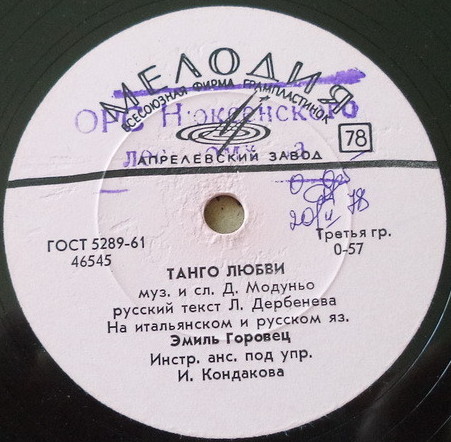 МЕЛОДИЯ
ВСЕСОЮЗНАЯ ФИРМА ГРАМПЛАСТИНОК
ОРС
78
АПРЕЛЕВСКИЙ ЗАВОД
ГОСТ 5289-61
46545
Третья гр.
0-57
ТАНГО ЛЮБВИ
муз. и сл. Д. Модуньо
русский текст Л. Дербенева
На итальянском и русском яз.
Эмиль Горовец
Инстр. анс. под упр.
И. Кондакова